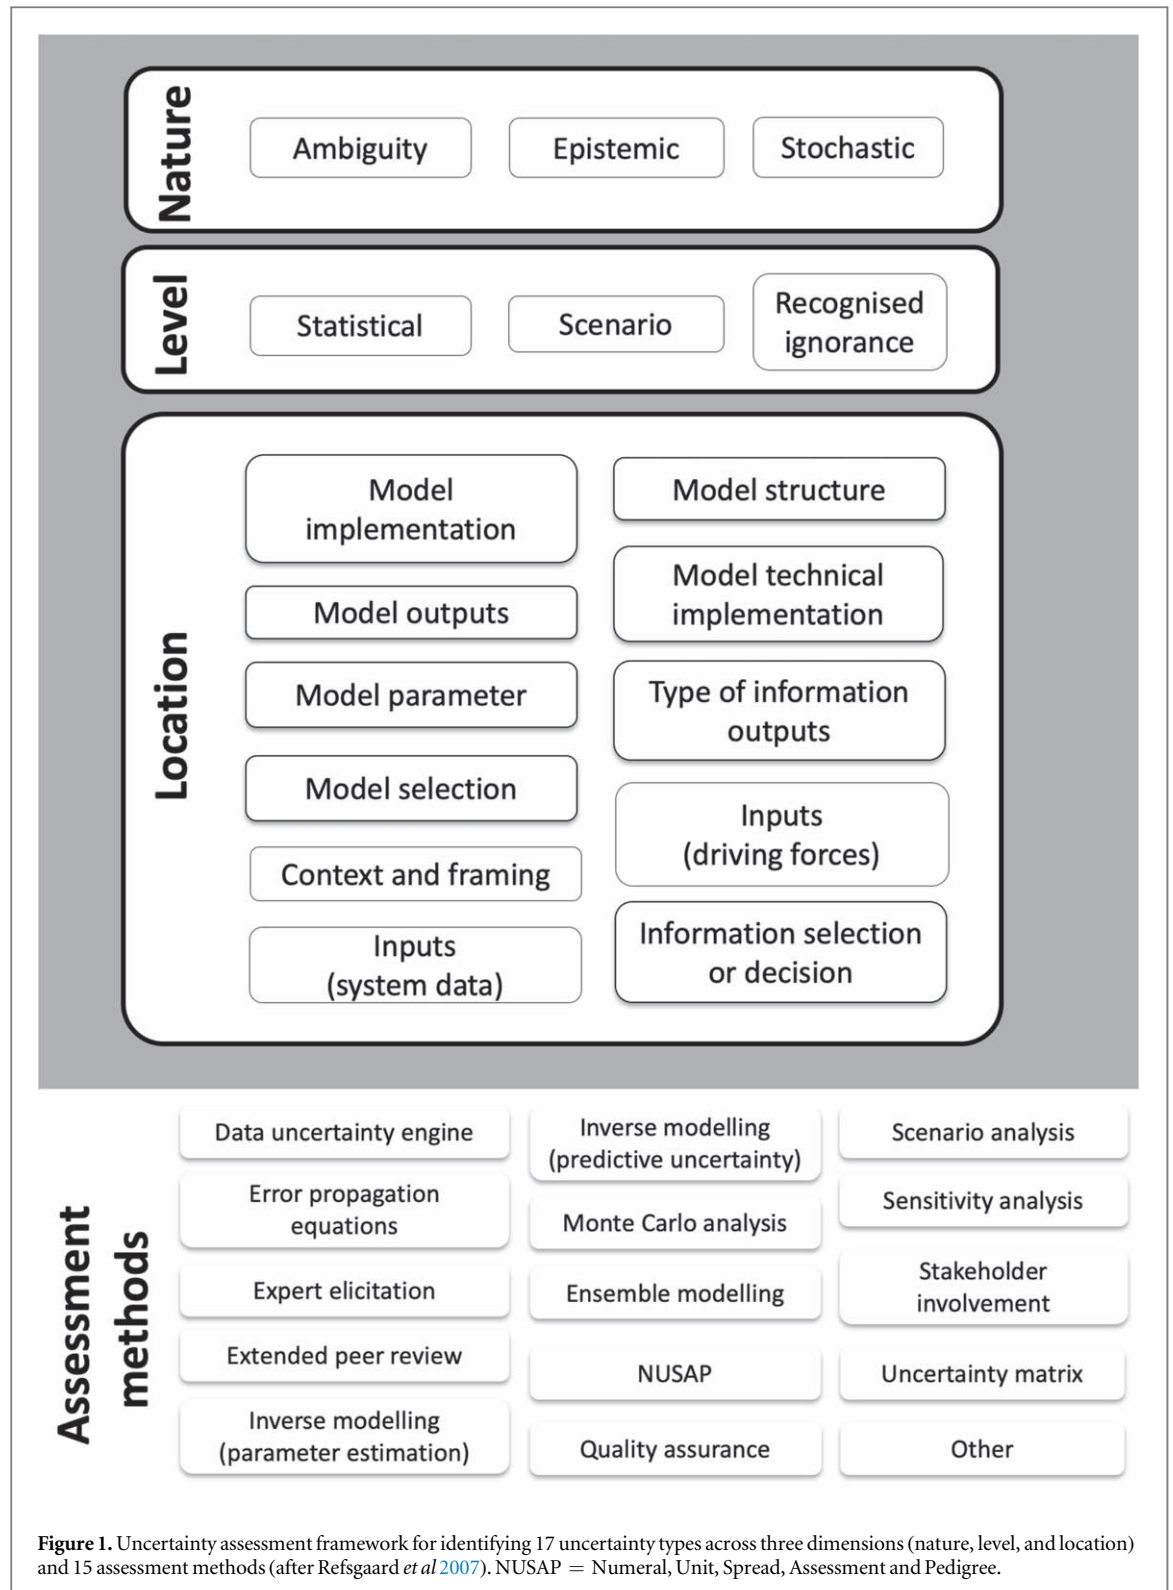 Nature
Ambiguity
Epistemic
Stochastic
Level
Statistical
Scenario
Recognised
ignorance
Location
Model
implementation
Model outputs
Model parameter
Model selection
Context and framing
Inputs
(system data)
Model structure
Model technical
implementation
Type of information
outputs
Inputs
(driving forces)
Information selection
or decision
Assessment
methods
Data uncertainty engine
Error propagation
equations
Expert elicitation
Extended peer review
Inverse modelling
(parameter estimation)
Inverse modelling
(predictive uncertainty)
Monte Carlo analysis
Ensemble modelling
NUSAP
Quality assurance
Scenario analysis
Sensitivity analysis
Stakeholder
involvement
Uncertainty matrix
Other
Figure 1. Uncertainty assessment framework for identifying 17 uncertainty types across three dimensions (nature, level, and location)
and 15 assessment methods (after Refsgaard et al 2007). NUSAP = Numeral, Unit, Spread, Assessment and Pedigree.